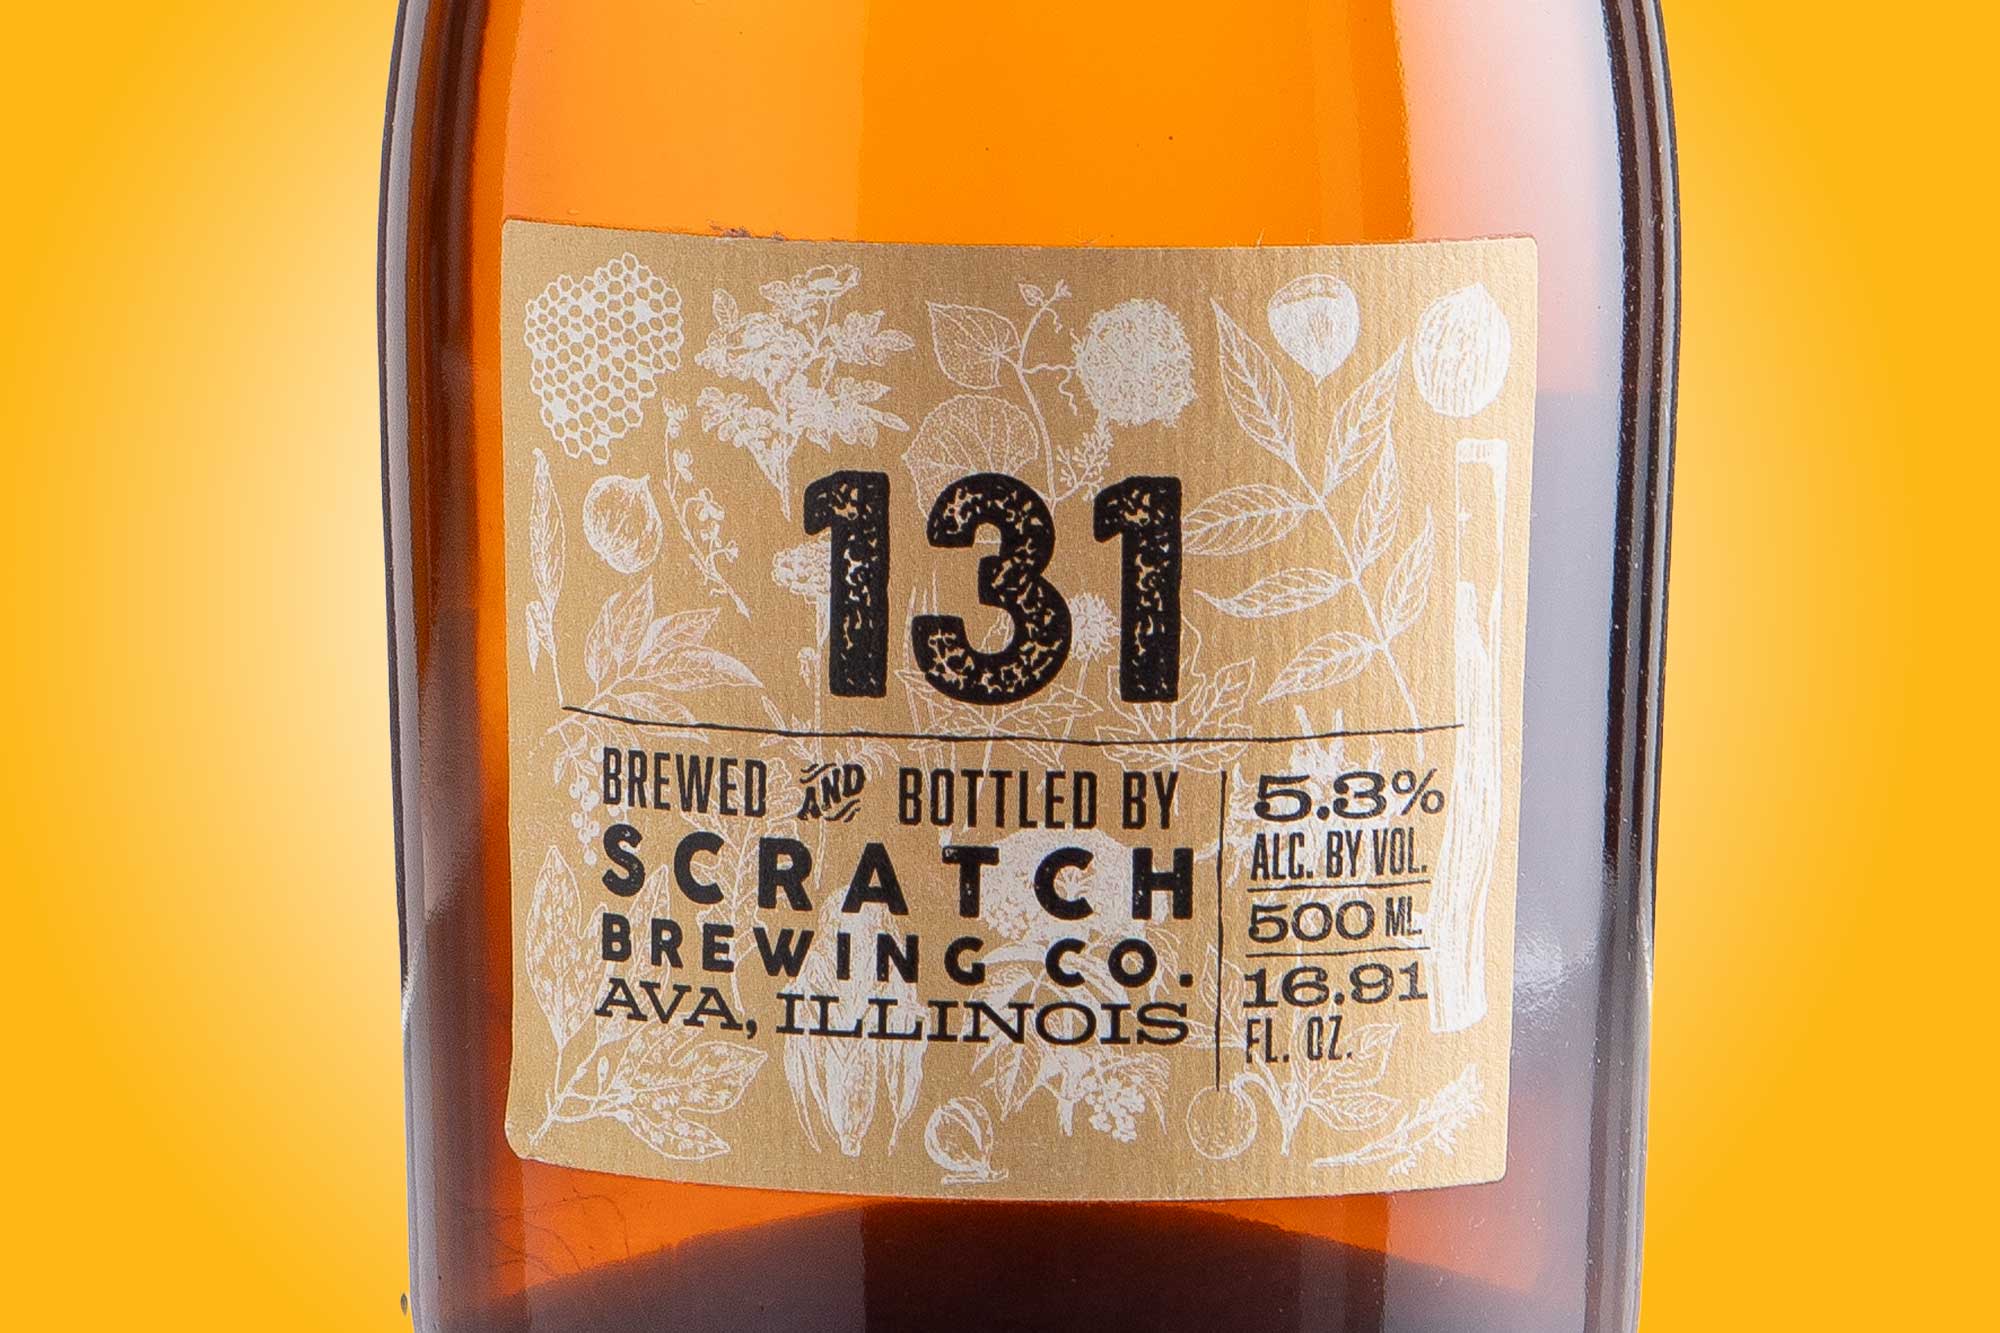 131
BREWED AND BOTTLED BY
SCRATCH
BREWING CO.
AVA, ILLINOIS
5.3%
ALC. BY VOL.
500 ML
16.91
FL. OZ.